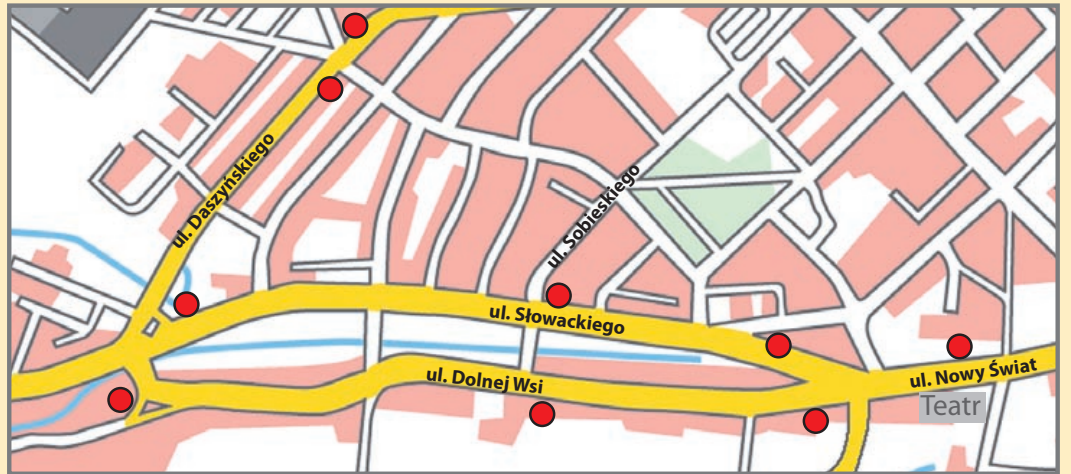 ul. Daszyńskiego
ul. Sobieskiego
ul. Słowackiego
ul. Dolnej Wsi
ul. Nowy Świat
Teatr